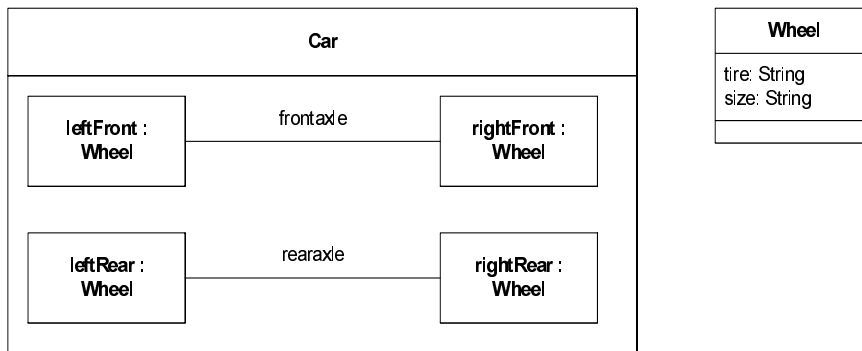 Car
leftFront :
Wheel
frontaxle
rightFront :
Wheel
leftRear :
Wheel
rearaxle
rightRear :
Wheel
Wheel
tire: String
size: String